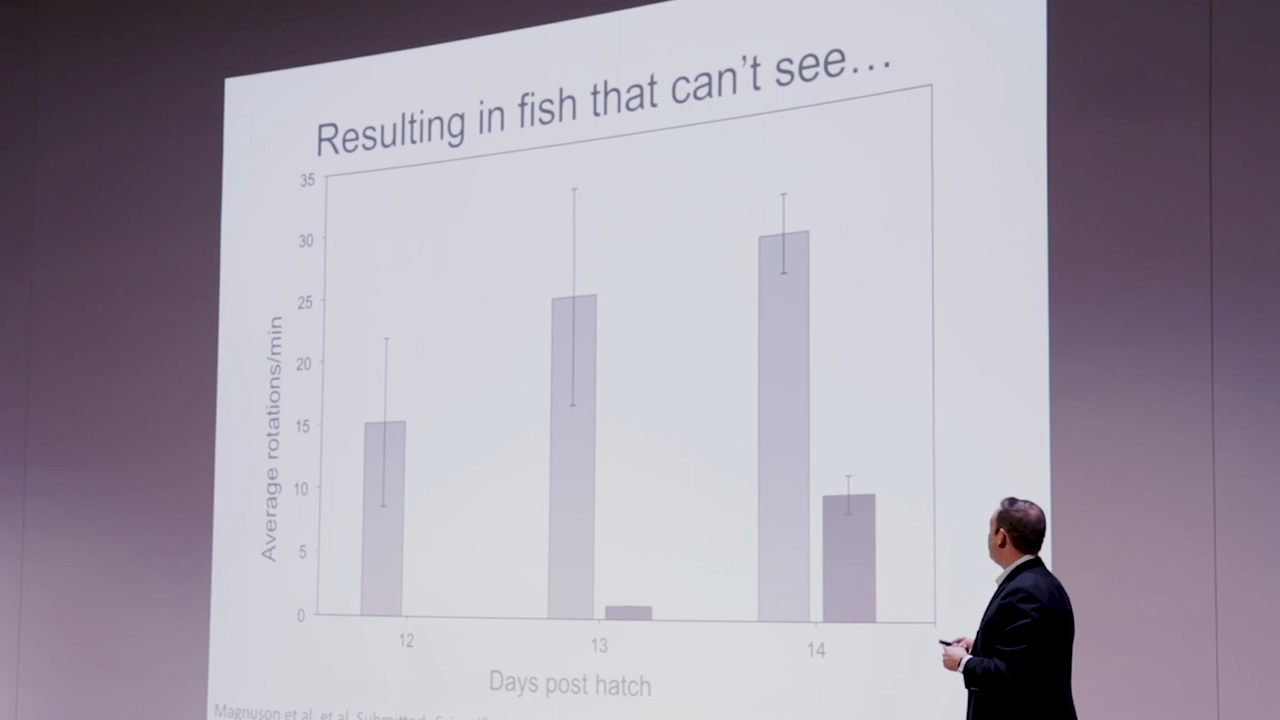 Resulting in fish that can't see…
35
30
25
20
15
10
5
0
Average rotations/min
12
13
14
Days post hatch
Magnuson et al. et al. Submitted.